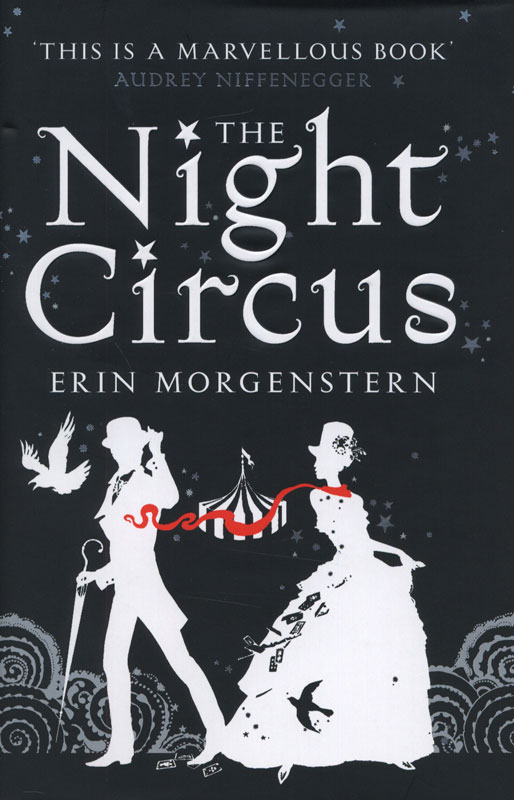 'THIS IS A MARVELLOUS BOOK'
AUDREY NIFFENEGGER
THE
Night
Circus
ERIN MORGENSTERN